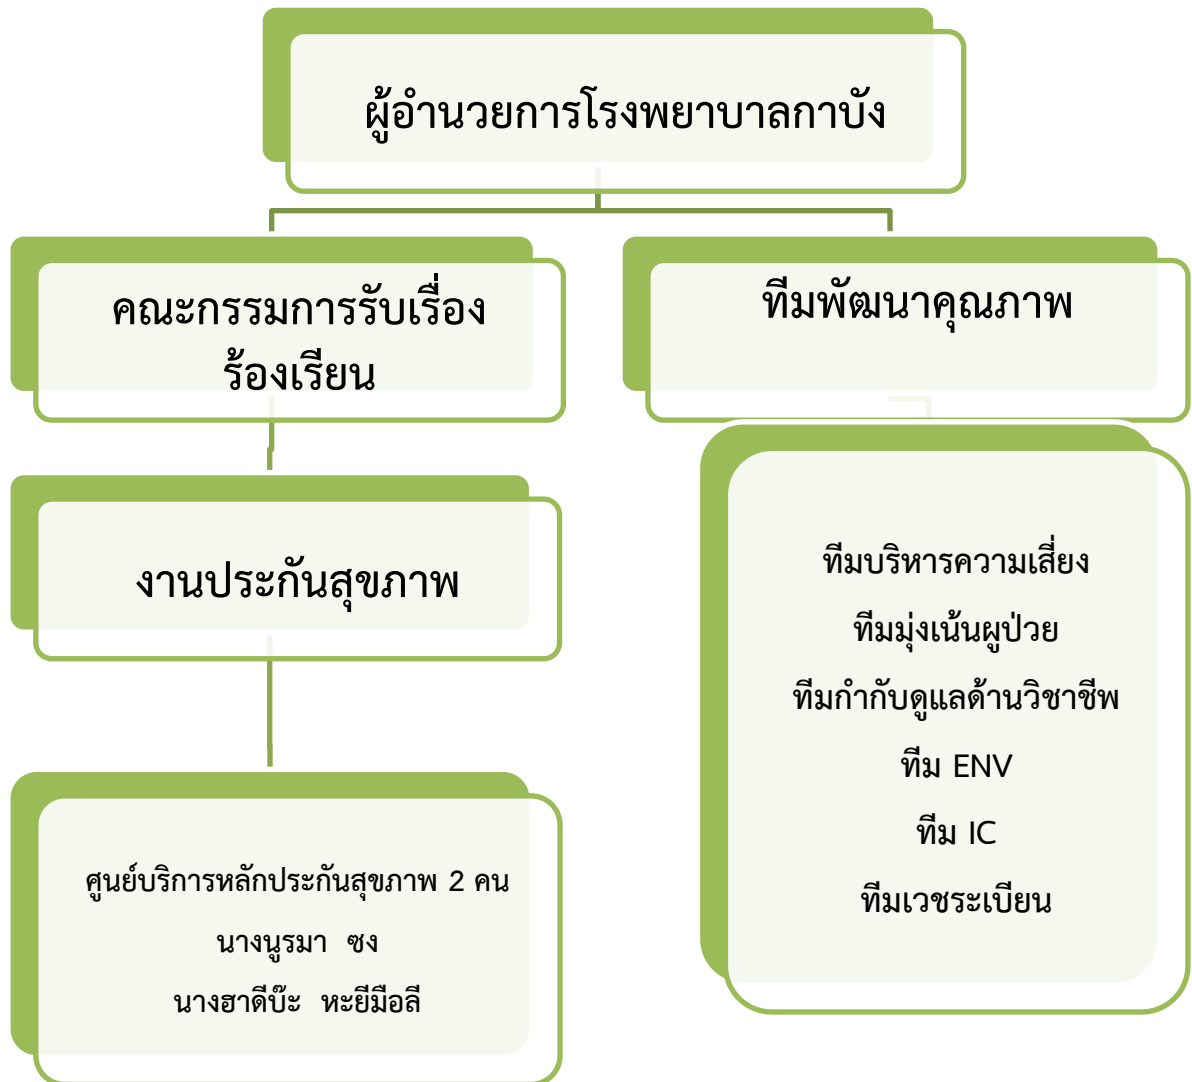 ผู้อำนวยการโรงพยาบาลกาบัง
คณะกรรมการรับเรื่อง
ร้องเรียน
ทีมพัฒนาคุณภาพ
งานประกันสุขภาพ
ทีมบริหารความเสี่ยง
ทีมมุ่งเน้นผูป่วย
ทีมกำกับดูแลด้านวิชาชีพ
ทีม ENV
ทีม IC
ทีมเวชระเบียน
ศูนย์บริการหลักประกันสุขภาพ 2 คน
นางนูรมา ซง
นางฮาดีบ๊ะ หะยีมือลี